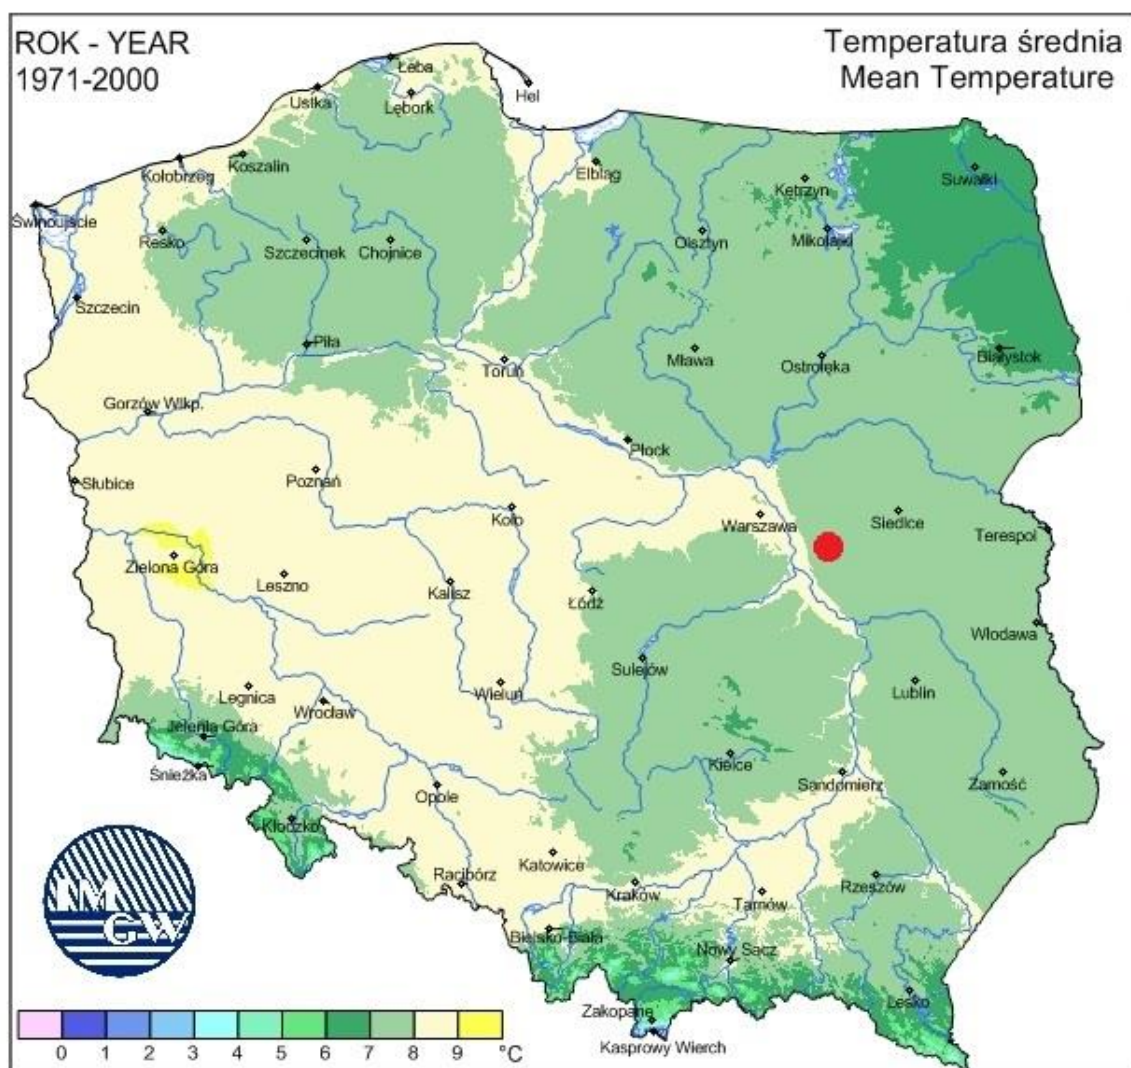 ROK - YEAR
1971-2000
Temperatura średnia
Mean Temperature
Łeba
Ustka
Lębork
Hel
Koszalin
Kołobrzeg
Elbląg
Kętrzyn
Suwałki
Świnoujście
Resko
Szczecinek
Chojnice
Olsztyn
Mikołajki
Szczecin
Piła
Toruń
Mława
Ostrołęka
Białystok
Gorzów Wlkp.
Płock
Słubice
Poznań
Koło
Warszawa
Siedlce
Terespol
Zielona Góra
Leszno
Kalisz
Łódź
Włodawa
Sulejów
Legnica
Wrocław
Wieluń
Lublin
Jelenia Góra
Śnieżka
Kielce
Sandomierz
Zamość
Opole
Kłodzko
Katowice
Racibórz
Kraków
Tarnów
Rzeszów
IM
G-W
Bielsko-Biała
Nowy Sącz
Lesko
Zakopane
Kasprowy Wierch
0 1 2 3 4 5 6 7 8 9 °C